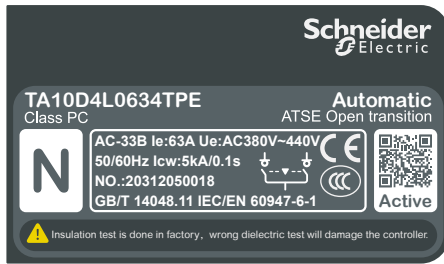 Schneider
Electric
TA10D4L0634TPE
Automatic
Class PC
ATSE Open transition
N
AC-33B Ie:63A Ue:AC380V~440V
50/60Hz Icw:5kA/0.1s
NO.:20312050018
GB/T 14048.11 IEC/EN 60947-6-1
CE
CCC
Active
Insulation test is done in factory, wrong dielectric test will damage the controller.